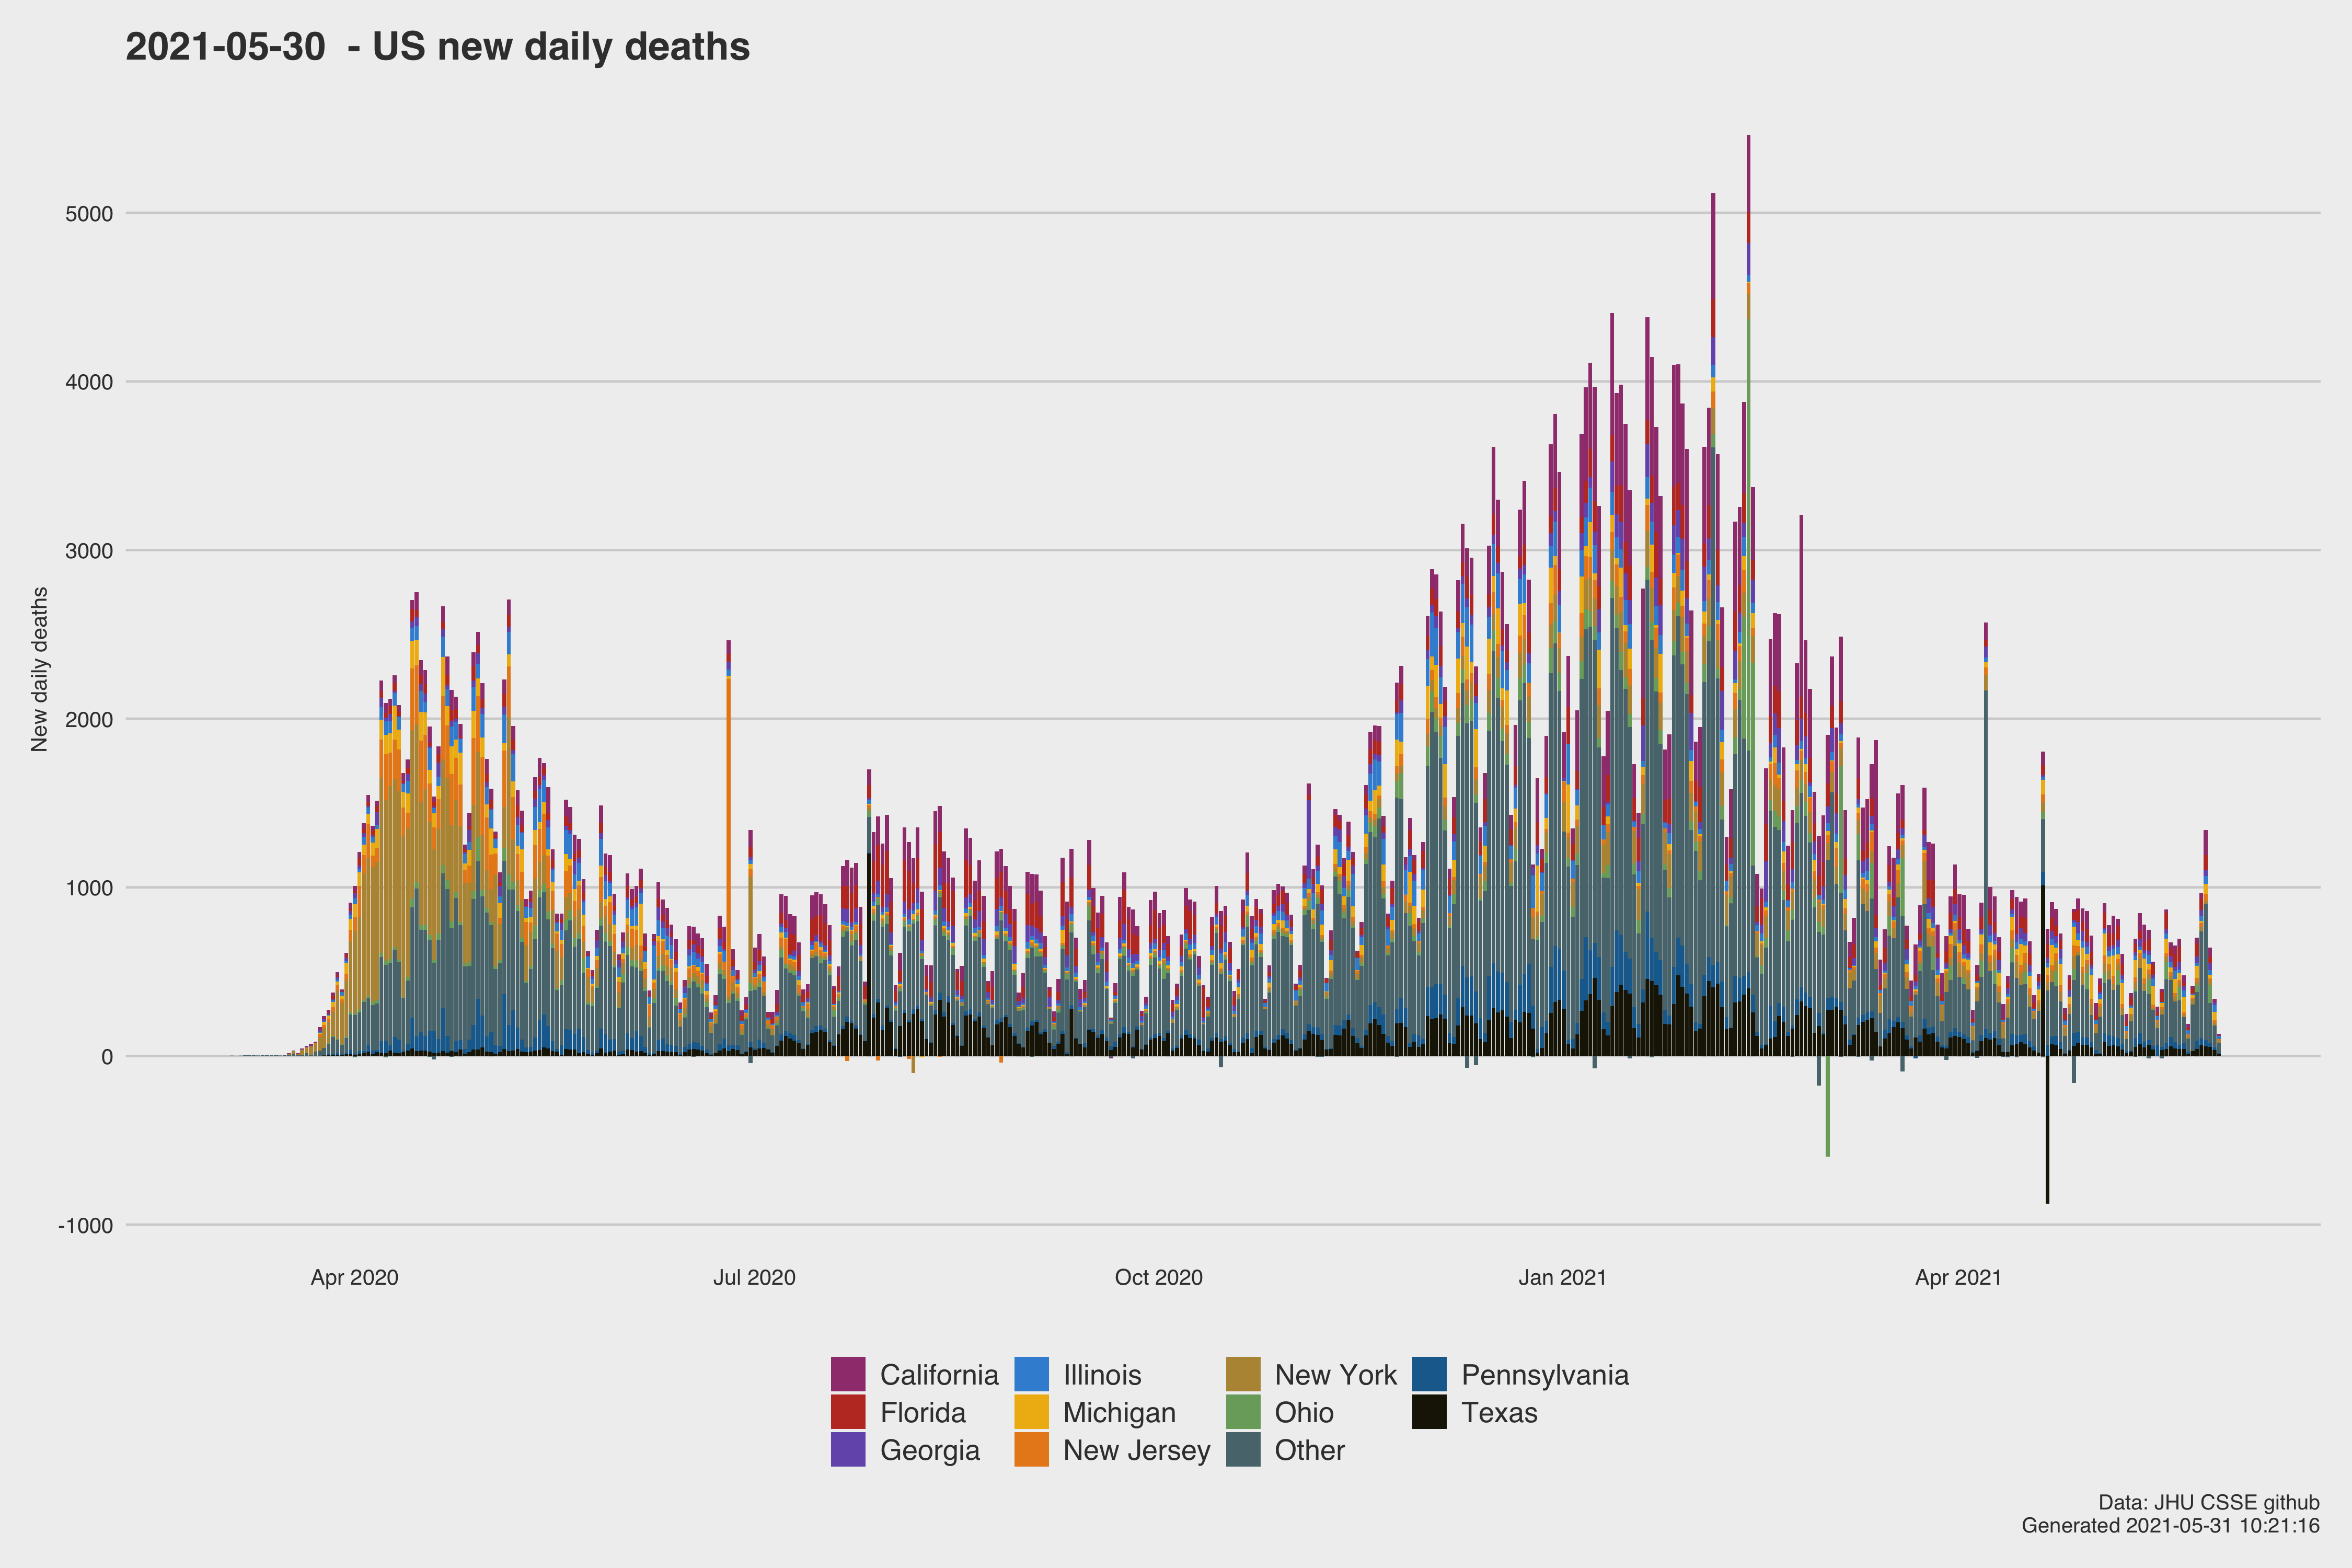 2021-05-30  - US new daily deaths
New daily deaths
5000
4000
3000
2000
1000
0
-1000
Apr 2020
Jul 2020
Oct 2020
Jan 2021
Apr 2021
California
Illinois
New York
Pennsylvania
Florida
Michigan
Ohio
Texas
Georgia
New Jersey
Other
Data: JHU CSSE github
Generated 2021-05-31 10:21:16